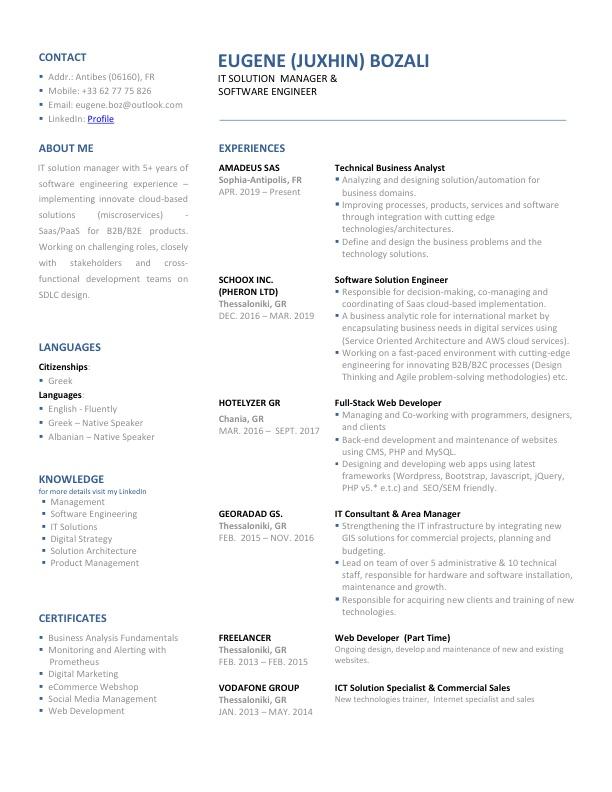 CONTACT
▪ Addr.: Antibes (06160), FR
▪ Mobile: +33 62 77 75 826
▪ Email: eugene.boz@outlook.com
▪ LinkedIn: Profile
EUGENE (JUXHIN) BOZALI
IT SOLUTION MANAGER &
SOFTWARE ENGINEER
ABOUT ME
IT solution manager with 5+ years of
software engineering experience –
implementing innovate cloud-based
solutions (miscroservices) -
Saas/PaaS for B2B/B2E products.
Working on challenging roles, closely
with stakeholders and cross-
functional development teams on
SDLC design.
LANGUAGES
Citizenships:
▪ Greek
Languages:
▪ English - Fluently
▪ Greek – Native Speaker
▪ Albanian – Native Speaker
KNOWLEDGE
for more details visit my LinkedIn
▪ Management
▪ Software Engineering
▪ IT Solutions
▪ Digital Strategy
▪ Solution Architecture
▪ Product Management
CERTIFICATES
▪ Business Analysis Fundamentals
▪ Monitoring and Alerting with
Prometheus
▪ Digital Marketing
▪ eCommerce Webshop
▪ Social Media Management
▪ Web Development
EXPERIENCES
AMADEUS SAS
Sophia-Antipolis, FR
APR. 2019 – Present
Technical Business Analyst
▪ Analyzing and designing solution/automation for
business domains.
▪ Improving processes, products, services and software
through integration with cutting edge
technologies/architectures.
▪ Define and design the business problems and the
technology solutions.
SCHOOX INC.
(PHERON LTD)
Thessaloniki, GR
DEC. 2016 – MAR. 2019
Software Solution Engineer
▪ Responsible for decision-making, co-managing and
coordinating of Saas cloud-based implementation.
▪ A business analytic role for international market by
encapsulating business needs in digital services using
(Service Oriented Architecture and AWS cloud services).
▪ Working on a fast-paced environment with cutting-edge
engineering for innovating B2B/B2C processes (Design
Thinking and Agile problem-solving methodologies) etc.
HOTELYZER GR
Chania, GR
MAR. 2016 – SEPT. 2017
Full-Stack Web Developer
▪ Managing and Co-working with programmers, designers,
and clients
▪ Back-end development and maintenance of websites
using CMS, PHP and MySQL.
▪ Designing and developing web apps using latest
frameworks (Wordpress, Bootstrap, Javascript, jQuery,
PHP v5.* e.t.c) and SEO/SEM friendly.
GEORADAD GS.
Thessaloniki, GR
FEB. 2015 – NOV. 2016
IT Consultant & Area Manager
▪ Strengthening the IT infrastructure by integrating new
GIS solutions for commercial projects, planning and
budgeting.
▪ Lead on team of over 5 administrative & 10 technical
staff, responsible for hardware and software installation,
maintenance and growth.
▪ Responsible for acquiring new clients and training of new
technologies.
FREELANCER
Thessaloniki, GR
FEB. 2013 – FEB. 2015
Web Developer (Part Time)
Ongoing design, develop and maintenance of new and existing
websites.
VODAFONE GROUP
Thessaloniki, GR
JAN. 2013 – MAY. 2014
ICT Solution Specialist & Commercial Sales
New technologies trainer, Internet specialist and sales